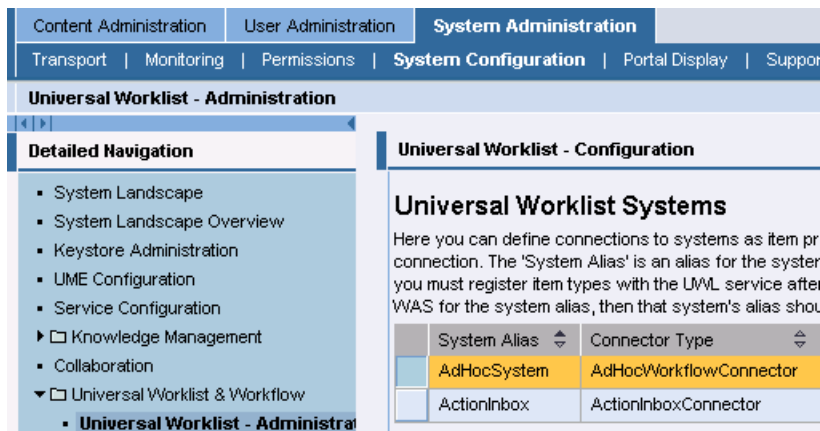 Content Administration User Administration System Administration
Transport | Monitoring | Permissions | System Configuration | Portal Display | Suppor
Universal Worklist - Administration
Detailed Navigation
System Landscape
System Landscape Overview
Keystore Administration
UME Configuration
Service Configuration
Knowledge Management
Collaboration
Universal Worklist & Workflow
Universal Worklist - Administrat
Universal Worklist - Configuration
Universal Worklist Systems
Here you can define connections to systems as item pr
connection. The 'System Alias' is an alias for the syster
you must register item types with the UWL service after
WAS for the system alias, then that system's alias shou
System Alias Connector Type
AdHocSystem AdHocWorkflowConnector
ActionInbox ActionInboxConnector